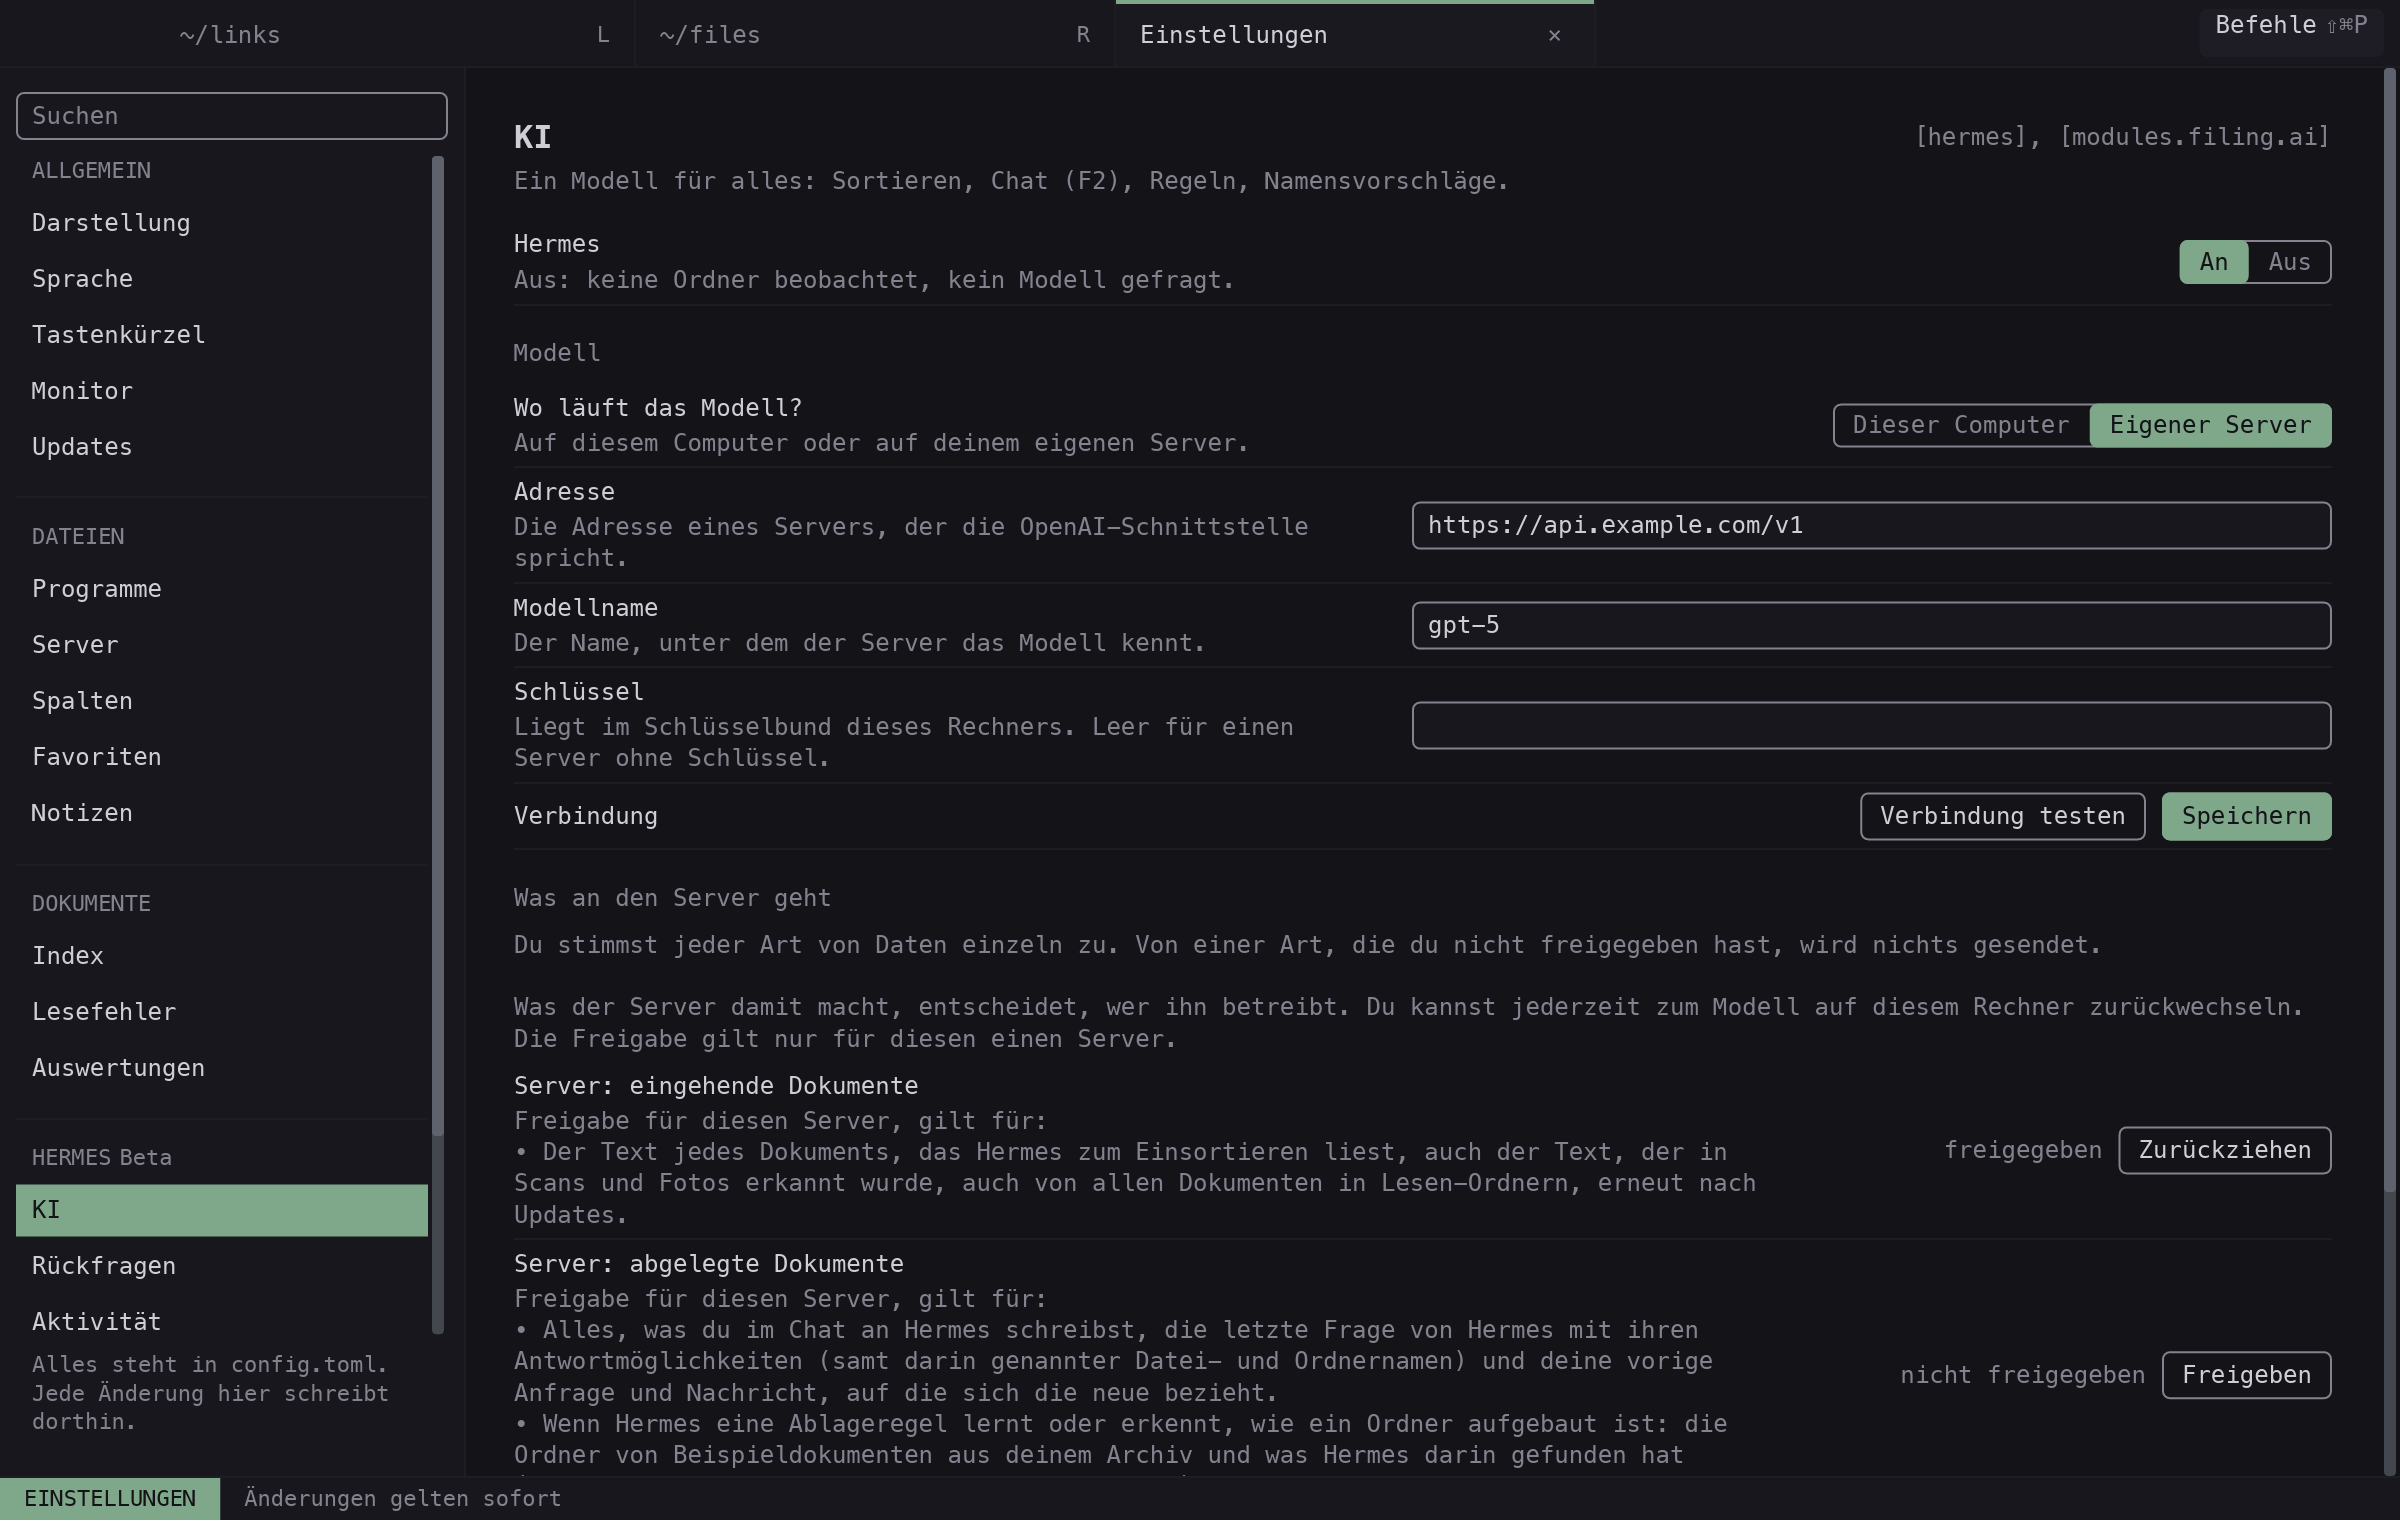 ~/links L ~/files R Einstellungen × Befehle ⇧⌘P
Suchen
ALLGEMEIN
Darstellung
Sprache
Tastenkürzel
Monitor
Updates
DATEIEN
Programme
Server
Spalten
Favoriten
Notizen
DOKUMENTE
Index
Lesefehler
Auswertungen
HERMES Beta
KI
Rückfragen
Aktivität
Alles steht in config.toml.
Jede Änderung hier schreibt
dorthin.
KI [hermes], [modules.filing.ai]
Ein Modell für alles: Sortieren, Chat (F2), Regeln, Namensvorschläge.
Hermes
Aus: keine Ordner beobachtet, kein Modell gefragt.
An Aus
Modell
Wo läuft das Modell?
Auf diesem Computer oder auf deinem eigenen Server.
Dieser Computer Eigener Server
Adresse
Die Adresse eines Servers, der die OpenAI-Schnittstelle
spricht.
https://api.example.com/v1
Modellname
Der Name, unter dem der Server das Modell kennt.
gpt-5
Schlüssel
Liegt im Schlüsselbund dieses Rechners. Leer für einen
Server ohne Schlüssel.
Verbindung Verbindung testen Speichern
Was an den Server geht
Du stimmst jeder Art von Daten einzeln zu. Von einer Art, die du nicht freigegeben hast, wird nichts gesendet.
Was der Server damit macht, entscheidet, wer ihn betreibt. Du kannst jederzeit zum Modell auf diesem Rechner zurückwechseln.
Die Freigabe gilt nur für diesen einen Server.
Server: eingehende Dokumente
Freigabe für diesen Server, gilt für:
• Der Text jedes Dokuments, das Hermes zum Einsortieren liest, auch der Text, der in
Scans und Fotos erkannt wurde, auch von allen Dokumenten in Lesen-Ordnern, erneut nach
Updates.
freigegeben Zurückziehen
Server: abgelegte Dokumente
Freigabe für diesen Server, gilt für:
• Alles, was du im Chat an Hermes schreibst, die letzte Frage von Hermes mit ihren
Antwortmöglichkeiten (samt darin genannter Datei- und Ordnernamen) und deine vorige
Anfrage und Nachricht, auf die sich die neue bezieht.
• Wenn Hermes eine Ablageregel lernt oder erkennt, wie ein Ordner aufgebaut ist: die
Ordner von Beispieldokumenten aus deinem Archiv und was Hermes darin gefunden hat
nicht freigegeben Freigeben
EINSTELLUNGEN Änderungen gelten sofort